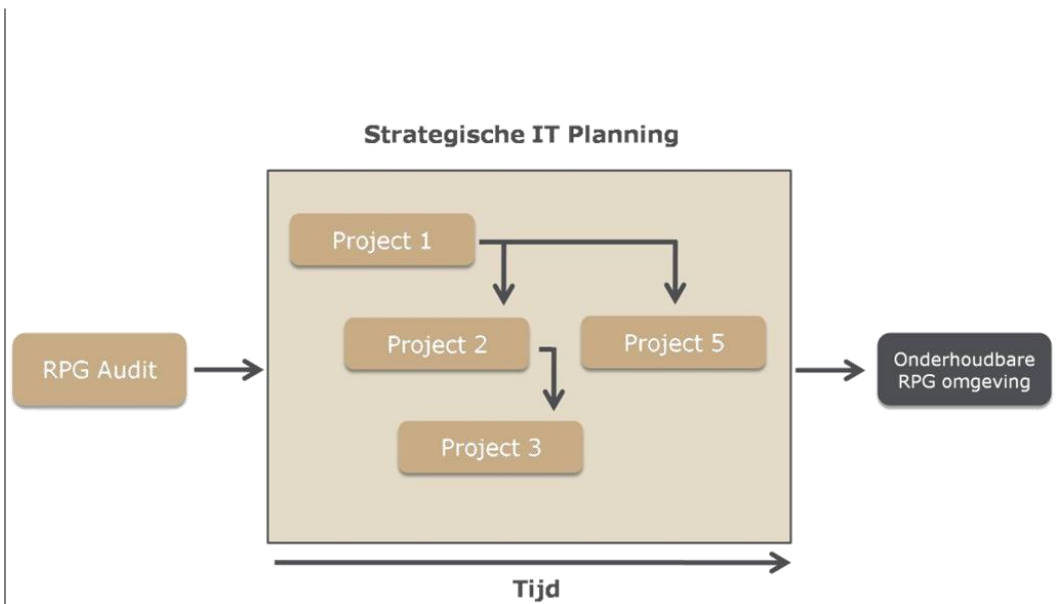 Strategische IT Planning
Project 1
RPG Audit
Project 2
Project 5
Onderhoudbare
RPG omgeving
Project 3
Tijd